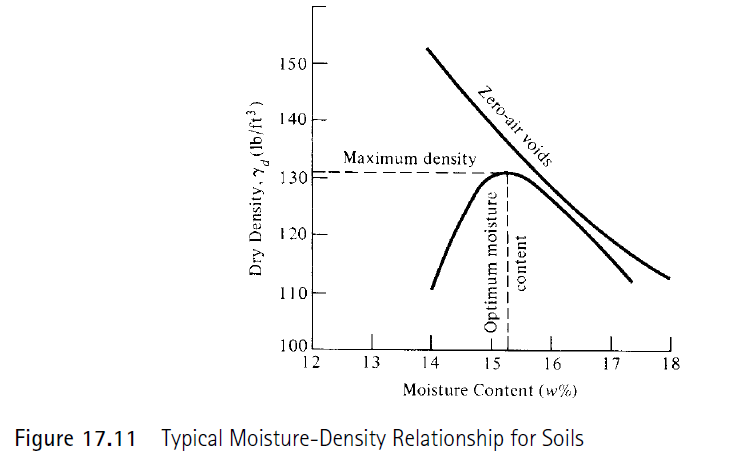 150
140
130
120
110
100
Dry Density, γd (lb/ft³)
Zero-air voids
Maximum density
Optimum moisture
content
12 13 14 15 16 17 18
Moisture Content (w%)
Figure 17.11 Typical Moisture-Density Relationship for Soils